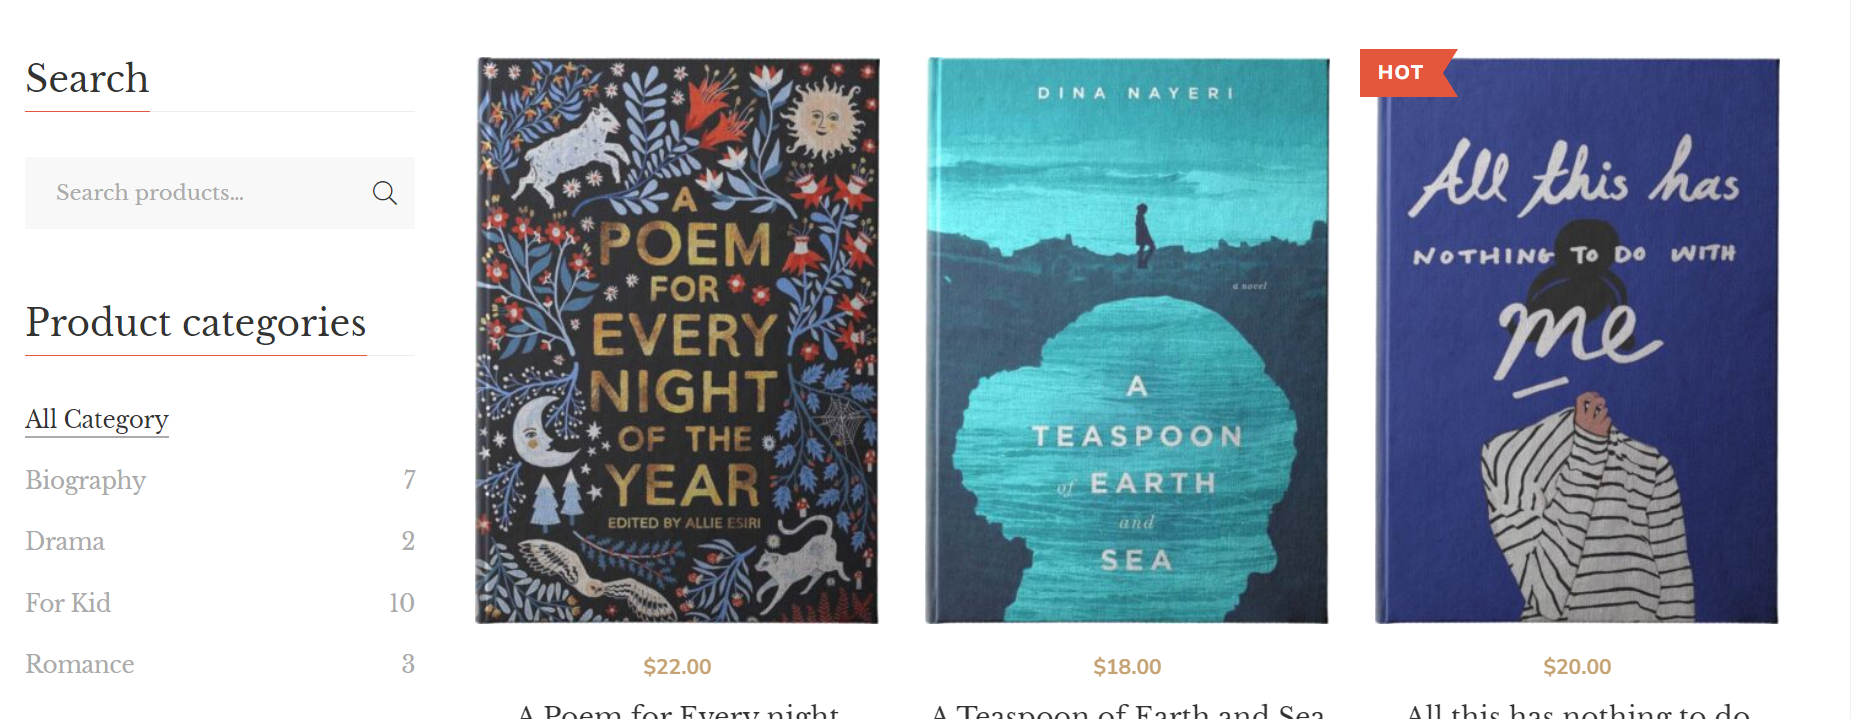 Search
Search products...
Product categories
All Category
Biography 7
Drama 2
For Kid 10
Romance 3
A
POEM
FOR
EVERY
NIGHT
OF THE
YEAR
EDITED BY ALLIE ESIRI
$22.00
A Poem for Every night
DINA NAYERI
a novel
A
TEASPOON
of EARTH
and
SEA
$18.00
A Teaspoon of Earth and Sea
HOT
All this has
NOTHING TO DO WITH
me
$20.00
All this has nothing to do